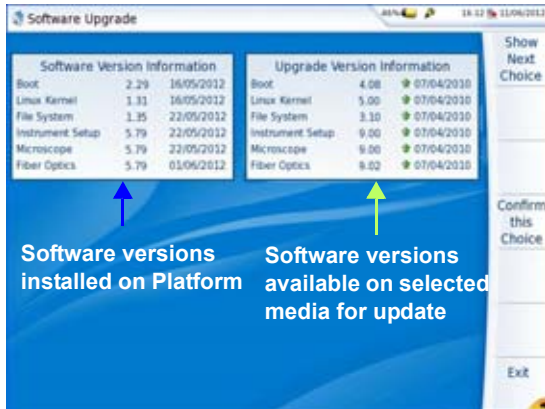 Software Upgrade
16:12 11/06/2012
Software Version Information
Boot 2.29 16/05/2012
Linux Kernel 1.31 16/05/2012
File System 1.35 22/05/2012
Instrument Setup 5.79 22/05/2012
Microscope 5.79 22/05/2012
Fiber Optics 5.79 01/06/2012
Upgrade Version Information
Boot 4.08 07/04/2010
Linux Kernel 5.00 07/04/2010
File System 3.10 07/04/2010
Instrument Setup 9.00 07/04/2010
Microscope 9.00 07/04/2010
Fiber Optics 9.02 07/04/2010
Software versions
installed on Platform
Software versions
available on selected
media for update
Show
Next
Choice
Confirm
this
Choice
Exit